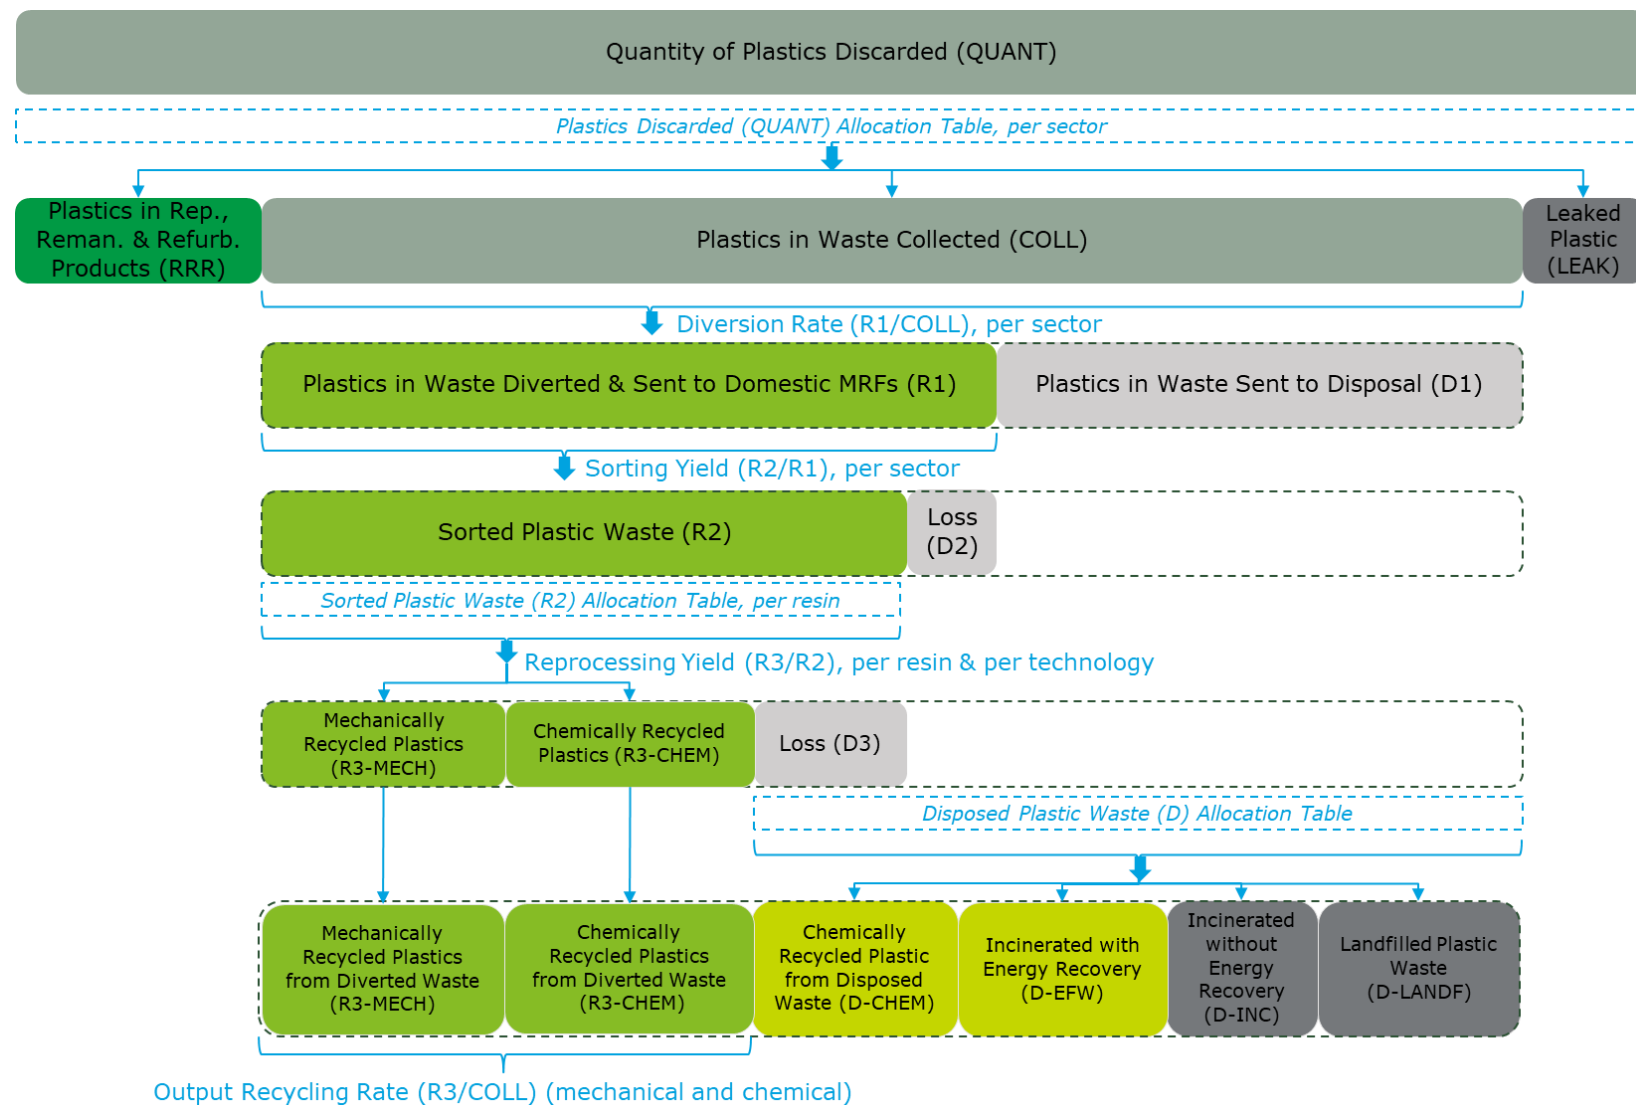 Quantity of Plastics Discarded (QUANT)
Plastics Discarded (QUANT) Allocation Table, per sector
Plastics in Rep.,
Reman. & Refurb.
Products (RRR)
Plastics in Waste Collected (COLL)
Leaked
Plastic
(LEAK)
Diversion Rate (R1/COLL), per sector
Plastics in Waste Diverted & Sent to Domestic MRFs (R1)
Plastics in Waste Sent to Disposal (D1)
Sorting Yield (R2/R1), per sector
Sorted Plastic Waste (R2)
Loss
(D2)
Sorted Plastic Waste (R2) Allocation Table, per resin
Reprocessing Yield (R3/R2), per resin & per technology
Mechanically
Recycled Plastics
(R3-MECH)
Chemically Recycled
Plastics (R3-CHEM)
Loss (D3)
Disposed Plastic Waste (D) Allocation Table
Mechanically
Recycled Plastics
from Diverted Waste
(R3-MECH)
Chemically
Recycled Plastics
from Diverted Waste
(R3-CHEM)
Chemically
Recycled Plastic
from Disposed
Waste (D-CHEM)
Incinerated with
Energy Recovery
(D-EFW)
Incinerated
without
Energy
Recovery
(D-INC)
Landfilled Plastic
Waste
(D-LANDF)
Output Recycling Rate (R3/COLL) (mechanical and chemical)